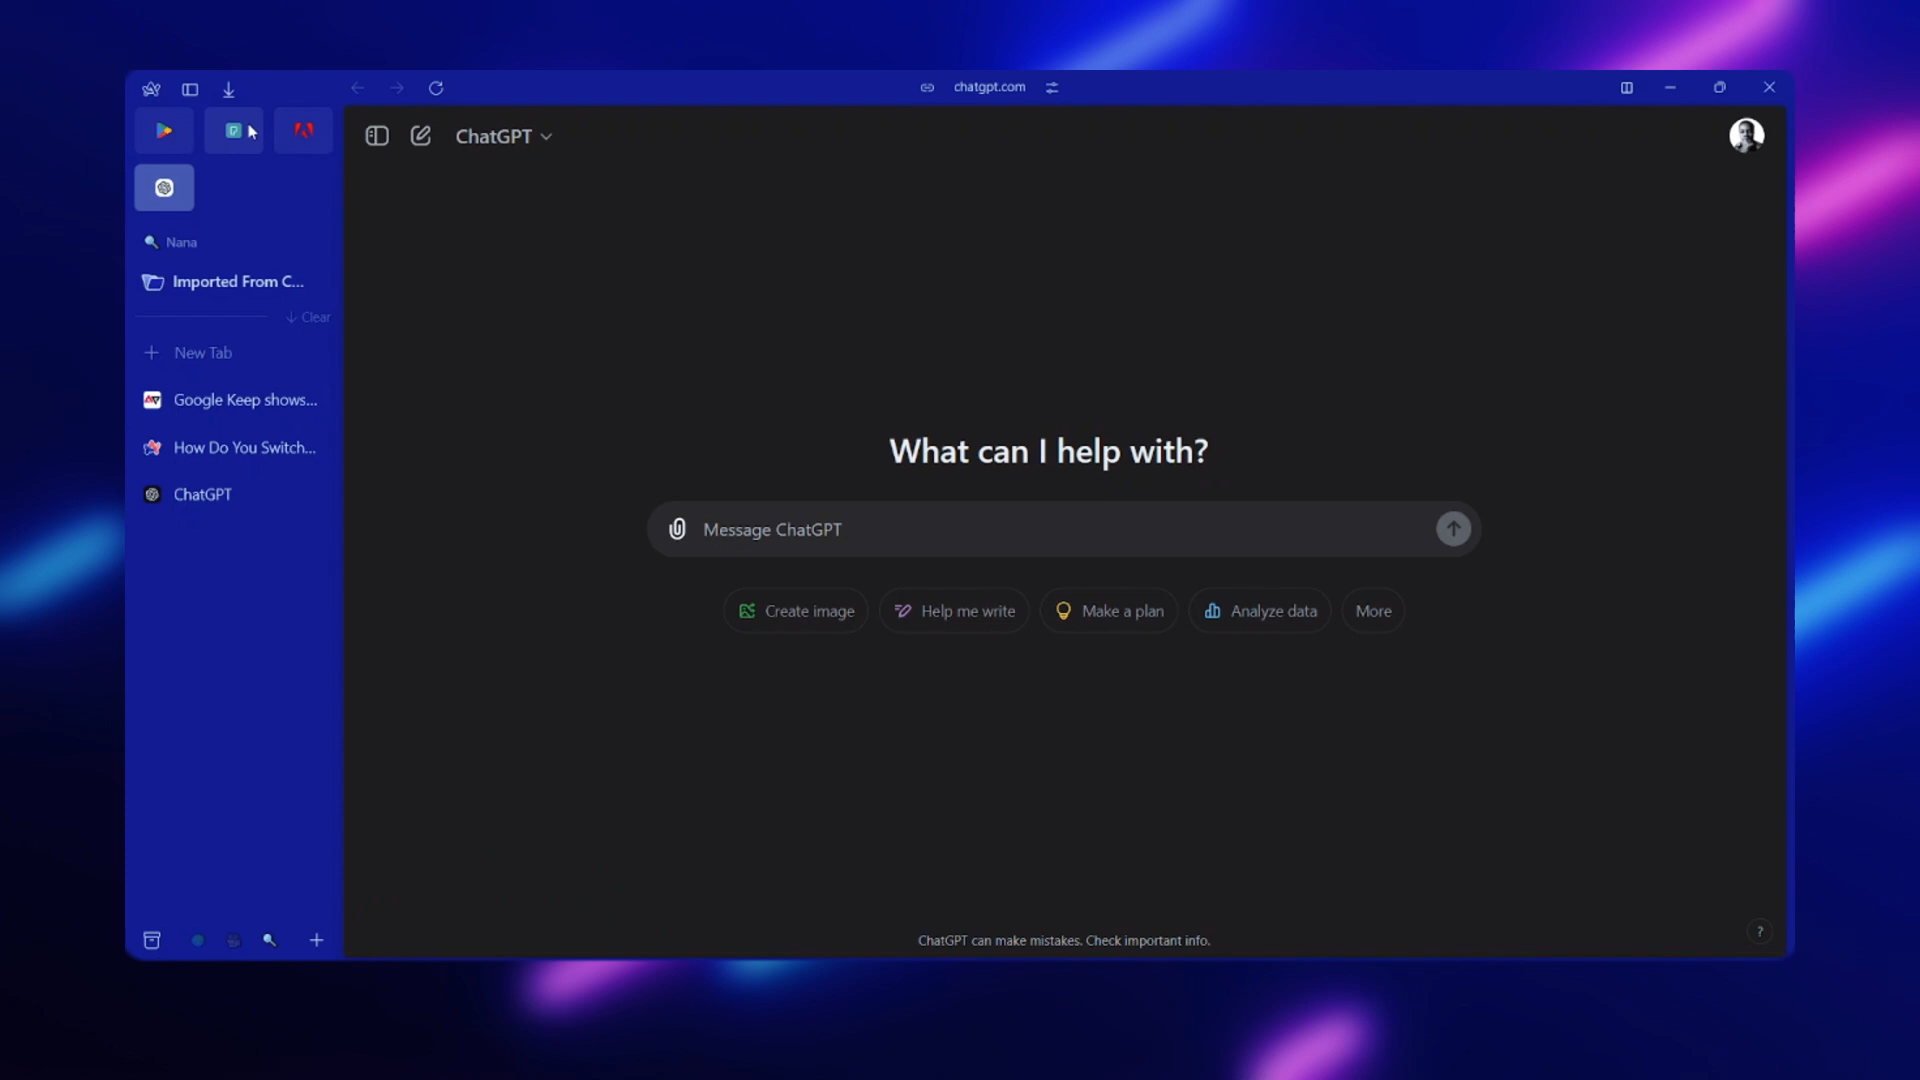 chatgpt.com
ChatGPT
Nana
Imported From C...
Clear
New Tab
Google Keep shows...
How Do You Switch...
ChatGPT
What can I help with?
Message ChatGPT
Create image
Help me write
Make a plan
Analyze data
More
ChatGPT can make mistakes. Check important info.
?